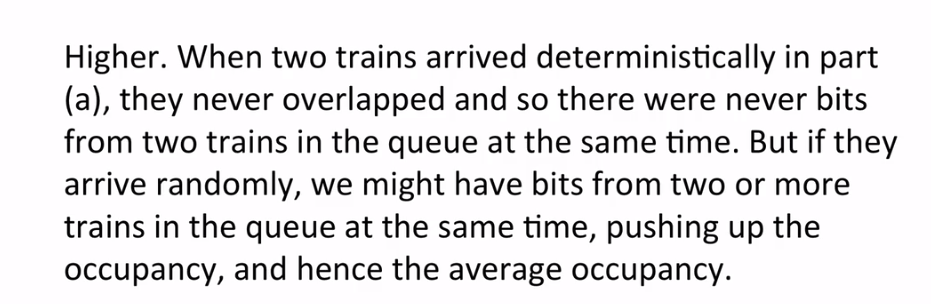 Higher. When two trains arrived deterministically in part
(a), they never overlapped and so there were never bits
from two trains in the queue at the same time. But if they
arrive randomly, we might have bits from two or more
trains in the queue at the same time, pushing up the
occupancy, and hence the average occupancy.